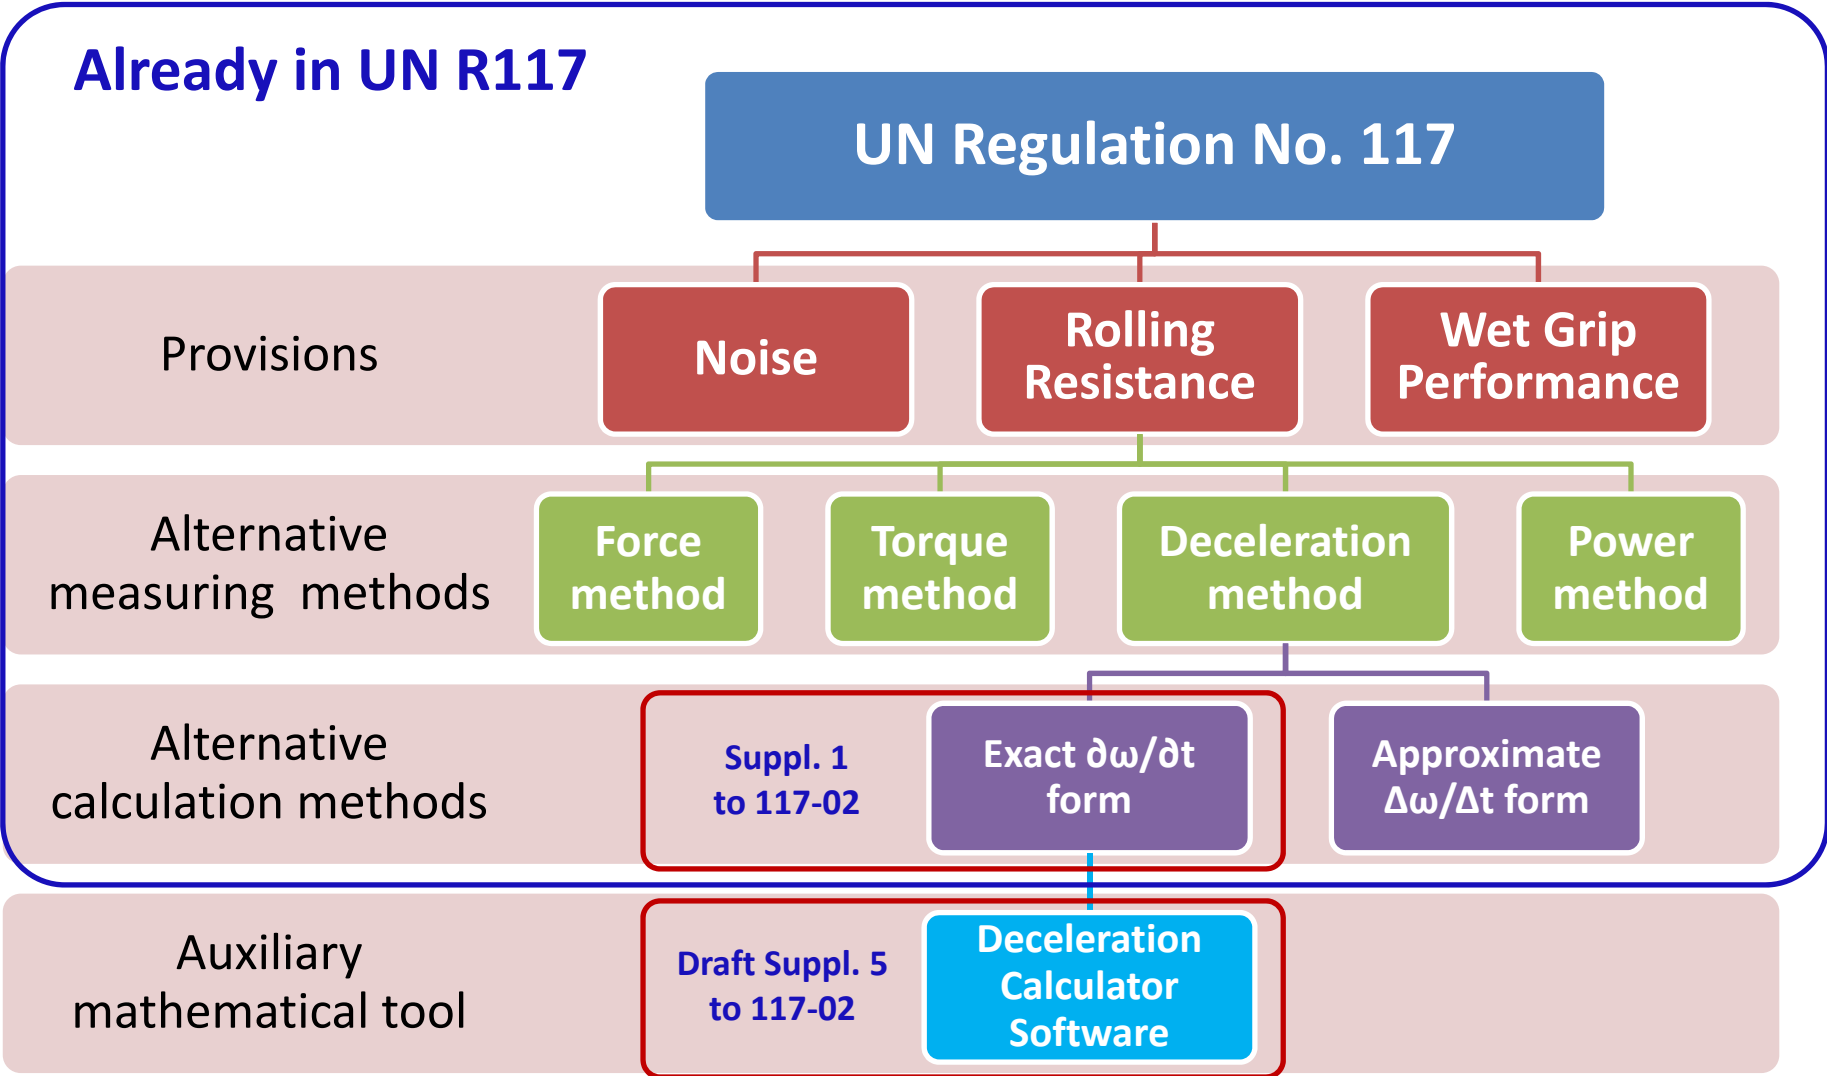 Already in UN R117
UN Regulation No. 117
Provisions
Noise
Rolling
Resistance
Wet Grip
Performance
Alternative
measuring methods
Force
method
Torque
method
Deceleration
method
Power
method
Alternative
calculation methods
Suppl. 1
to 117-02
Exact ∂ω/∂t
form
Approximate
Δω/Δt form
Auxiliary
mathematical tool
Draft Suppl. 5
to 117-02
Deceleration
Calculator
Software